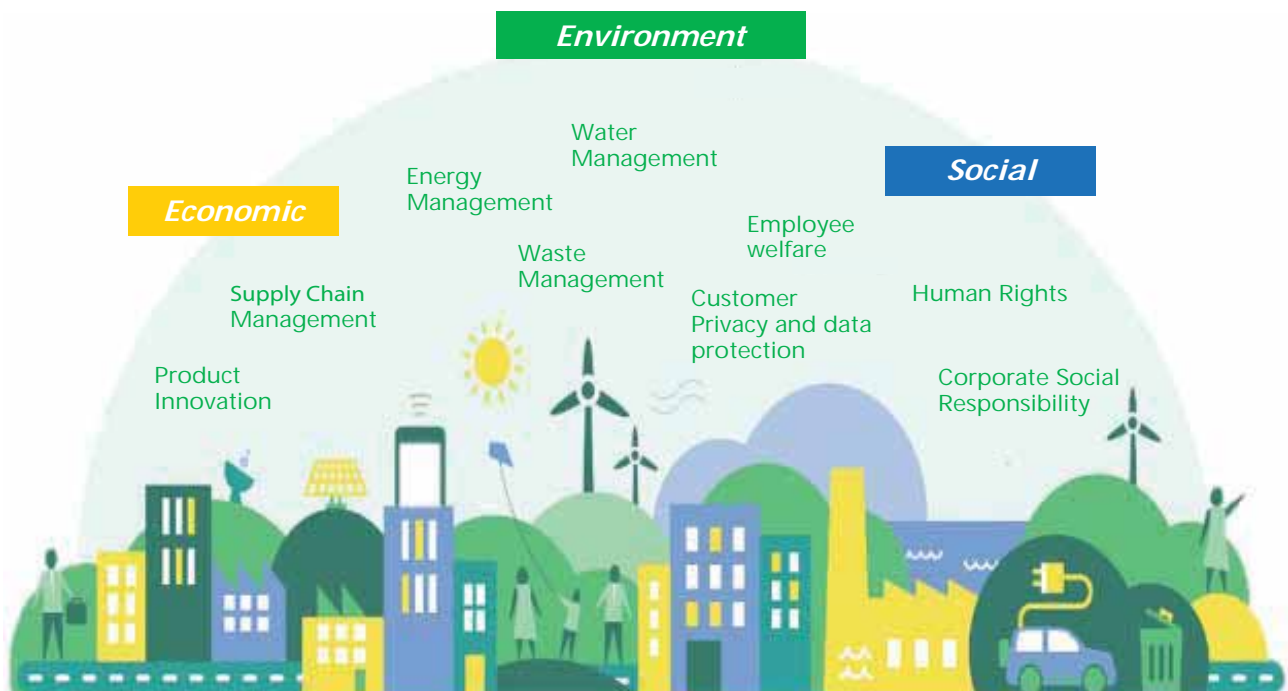 Environment
Water
Management
Social
Energy
Management
Economic
Employee
welfare
Waste
Management
Supply Chain
Management
Customer
Privacy and data
protection
Human Rights
Product
Innovation
Corporate Social
Responsibility